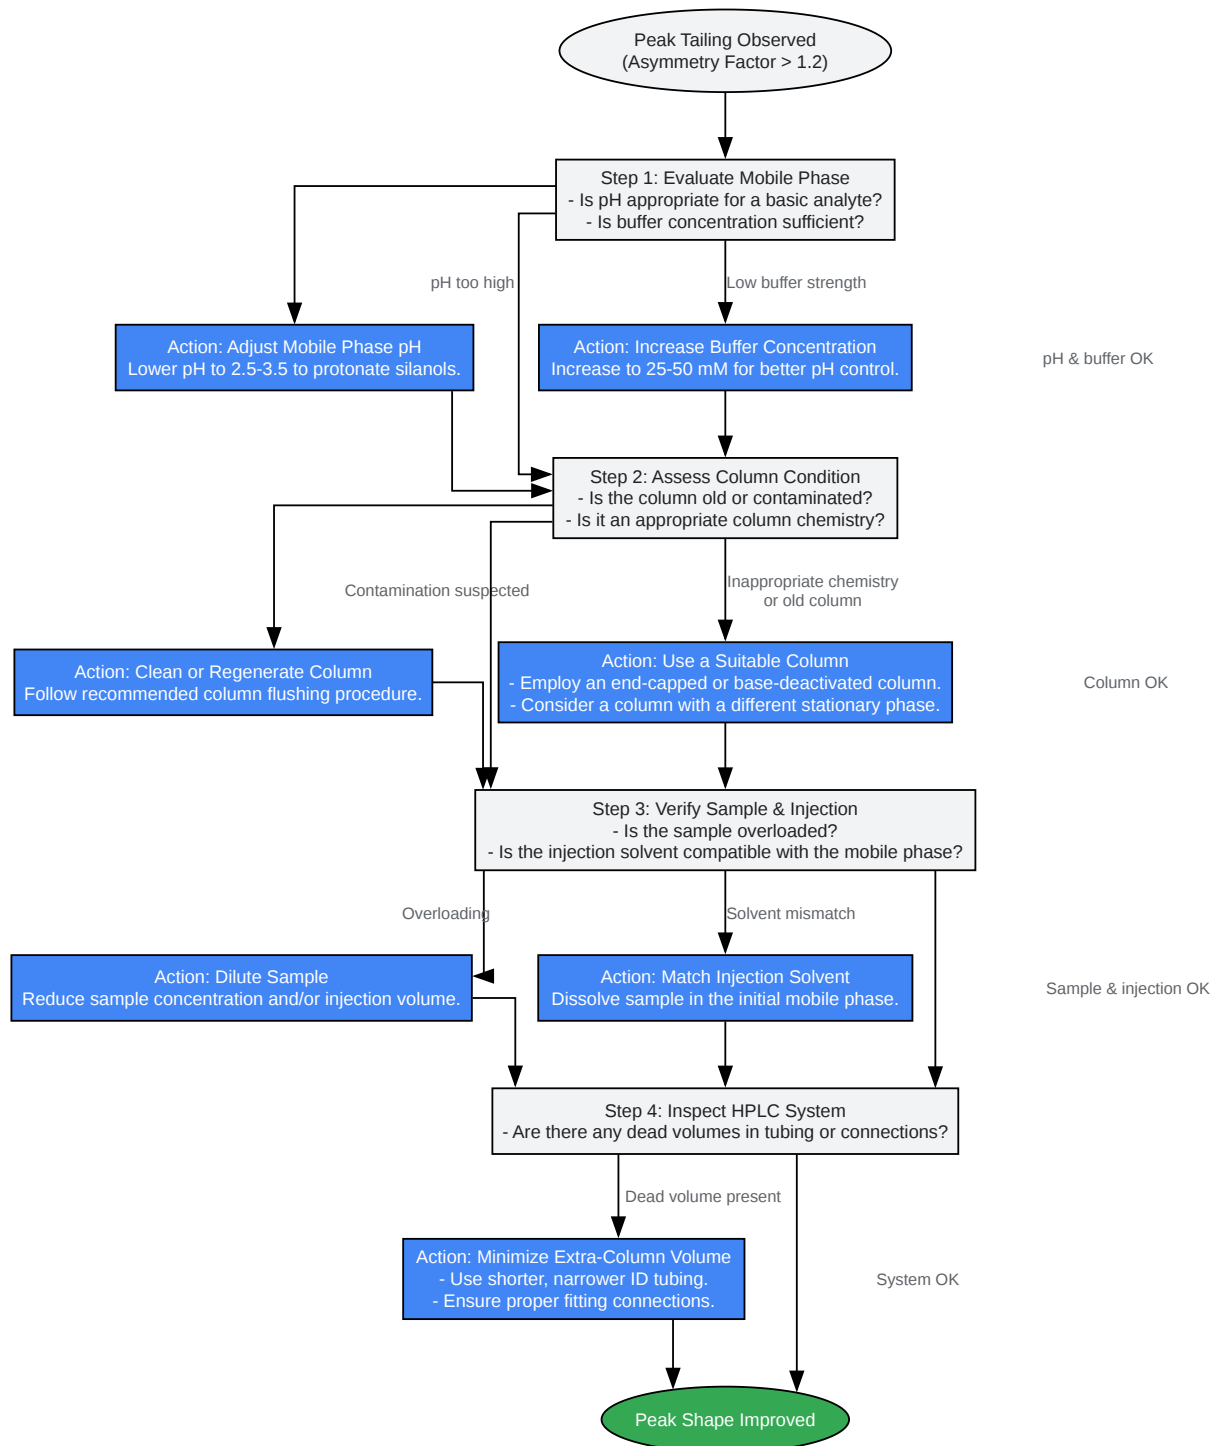 Peak Tailing Observed
(Asymmetry Factor > 1.2)
Step 1: Evaluate Mobile Phase
- Is pH appropriate for a basic analyte?
- Is buffer concentration sufficient?
pH too high
Low buffer strength
Action: Adjust Mobile Phase pH
Lower pH to 2.5-3.5 to protonate silanols.
Action: Increase Buffer Concentration
Increase to 25-50 mM for better pH control.
pH & buffer OK
Step 2: Assess Column Condition
- Is the column old or contaminated?
- Is it an appropriate column chemistry?
Contamination suspected
Inappropriate chemistry
or old column
Action: Clean or Regenerate Column
Follow recommended column flushing procedure.
Action: Use a Suitable Column
- Employ an end-capped or base-deactivated column.
- Consider a column with a different stationary phase.
Column OK
Step 3: Verify Sample & Injection
- Is the sample overloaded?
- Is the injection solvent compatible with the mobile phase?
Overloading
Solvent mismatch
Action: Dilute Sample
Reduce sample concentration and/or injection volume.
Action: Match Injection Solvent
Dissolve sample in the initial mobile phase.
Sample & injection OK
Step 4: Inspect HPLC System
- Are there any dead volumes in tubing or connections?
Dead volume present
Action: Minimize Extra-Column Volume
- Use shorter, narrower ID tubing.
- Ensure proper fitting connections.
System OK
Peak Shape Improved